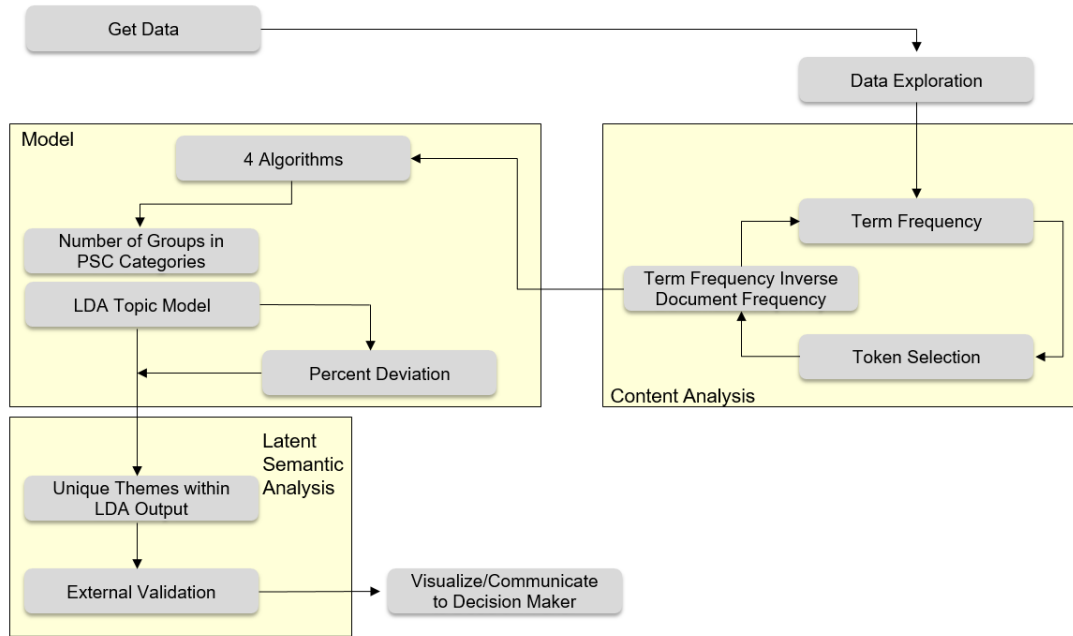 Get Data
Data Exploration
Model
4 Algorithms
Number of Groups in
PSC Categories
LDA Topic Model
Percent Deviation
Term Frequency
Term Frequency Inverse
Document Frequency
Token Selection
Content Analysis
Latent
Semantic
Analysis
Unique Themes within
LDA Output
External Validation
Visualize/Communicate
to Decision Maker